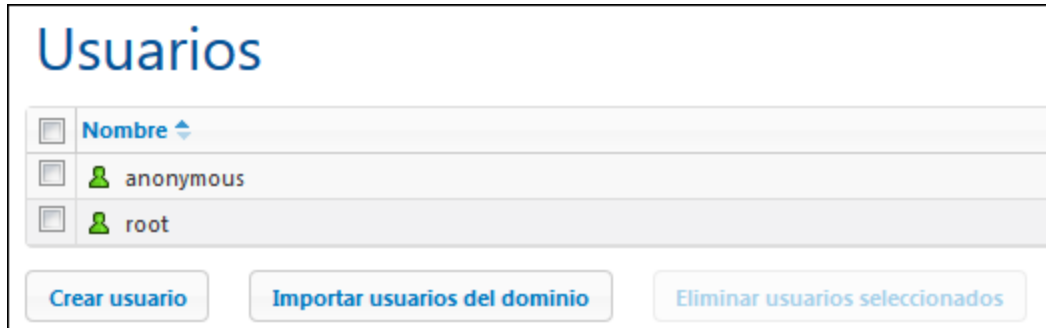 Usuarios
Nombre
anonymous
root
Crear usuario Importar usuarios del dominio Eliminar usuarios seleccionados